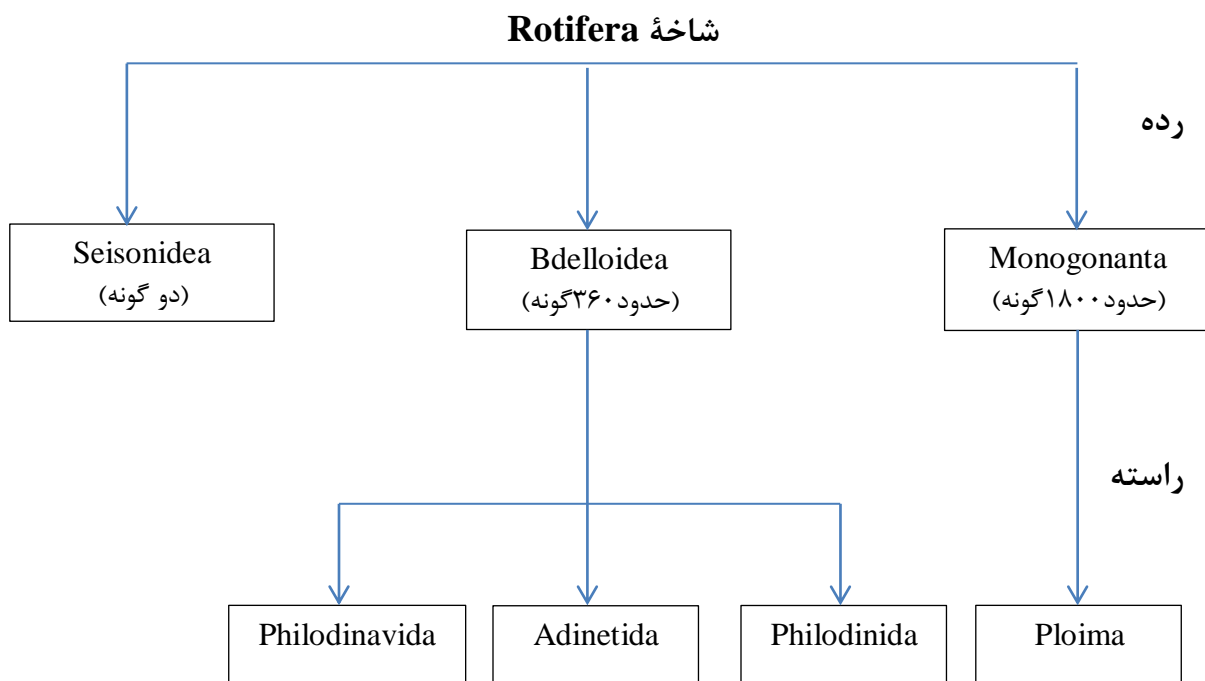 شاخهٔ Rotifera
رده
Seisonidea
(دو گونه)
Bdelloidea
(حدود۳۶۰گونه)
Monogonanta
(حدود۱۸۰۰گونه)
راسته
Philodinavida
Adinetida
Philodinida
Ploima